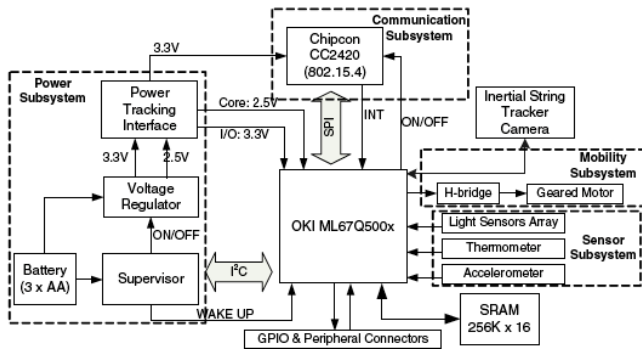 Communication
Subsystem
Chipcon
CC2420
(802.15.4)
3.3V
Power
Subsystem
Power
Tracking
Interface
Core: 2.5V
I/O: 3.3V
SPI
INT
ON/OFF
Inertial String
Tracker
Camera
3.3V
2.5V
Voltage
Regulator
Mobility
Subsystem
H-bridge
Geared Motor
OKI ML67Q500x
Light Sensors Array
Thermometer
Accelerometer
Sensor
Subsystem
ON/OFF
Battery
(3 x AA)
Supervisor
I²C
WAKE UP
GPIO & Peripheral Connectors
SRAM
256K x 16